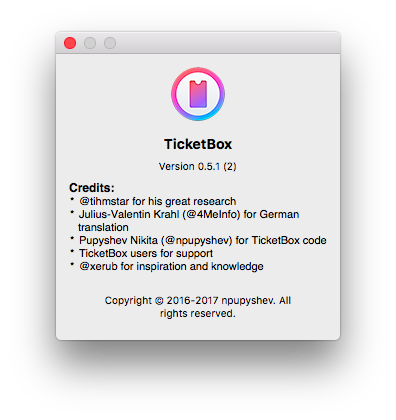 TicketBox
Version 0.5.1 (2)
Credits:
* @tihmstar for his great research
* Julius-Valentin Krahl (@4MeInfo) for German
translation
* Pupyshev Nikita (@npupyshev) for TicketBox code
* TicketBox users for support
* @xerub for inspiration and knowledge
Copyright © 2016-2017 npupyshev. All
rights reserved.